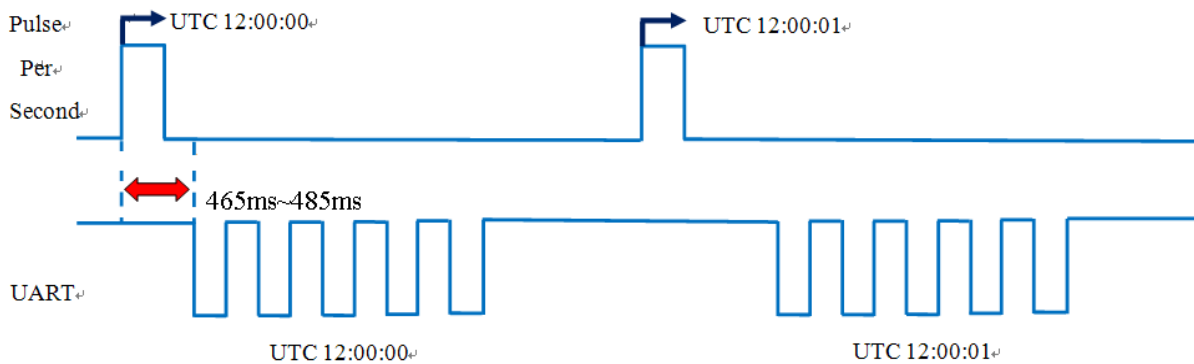 Pulse
Per
Second
UTC 12:00:00
UTC 12:00:01
465ms~485ms
UART
UTC 12:00:00
UTC 12:00:01